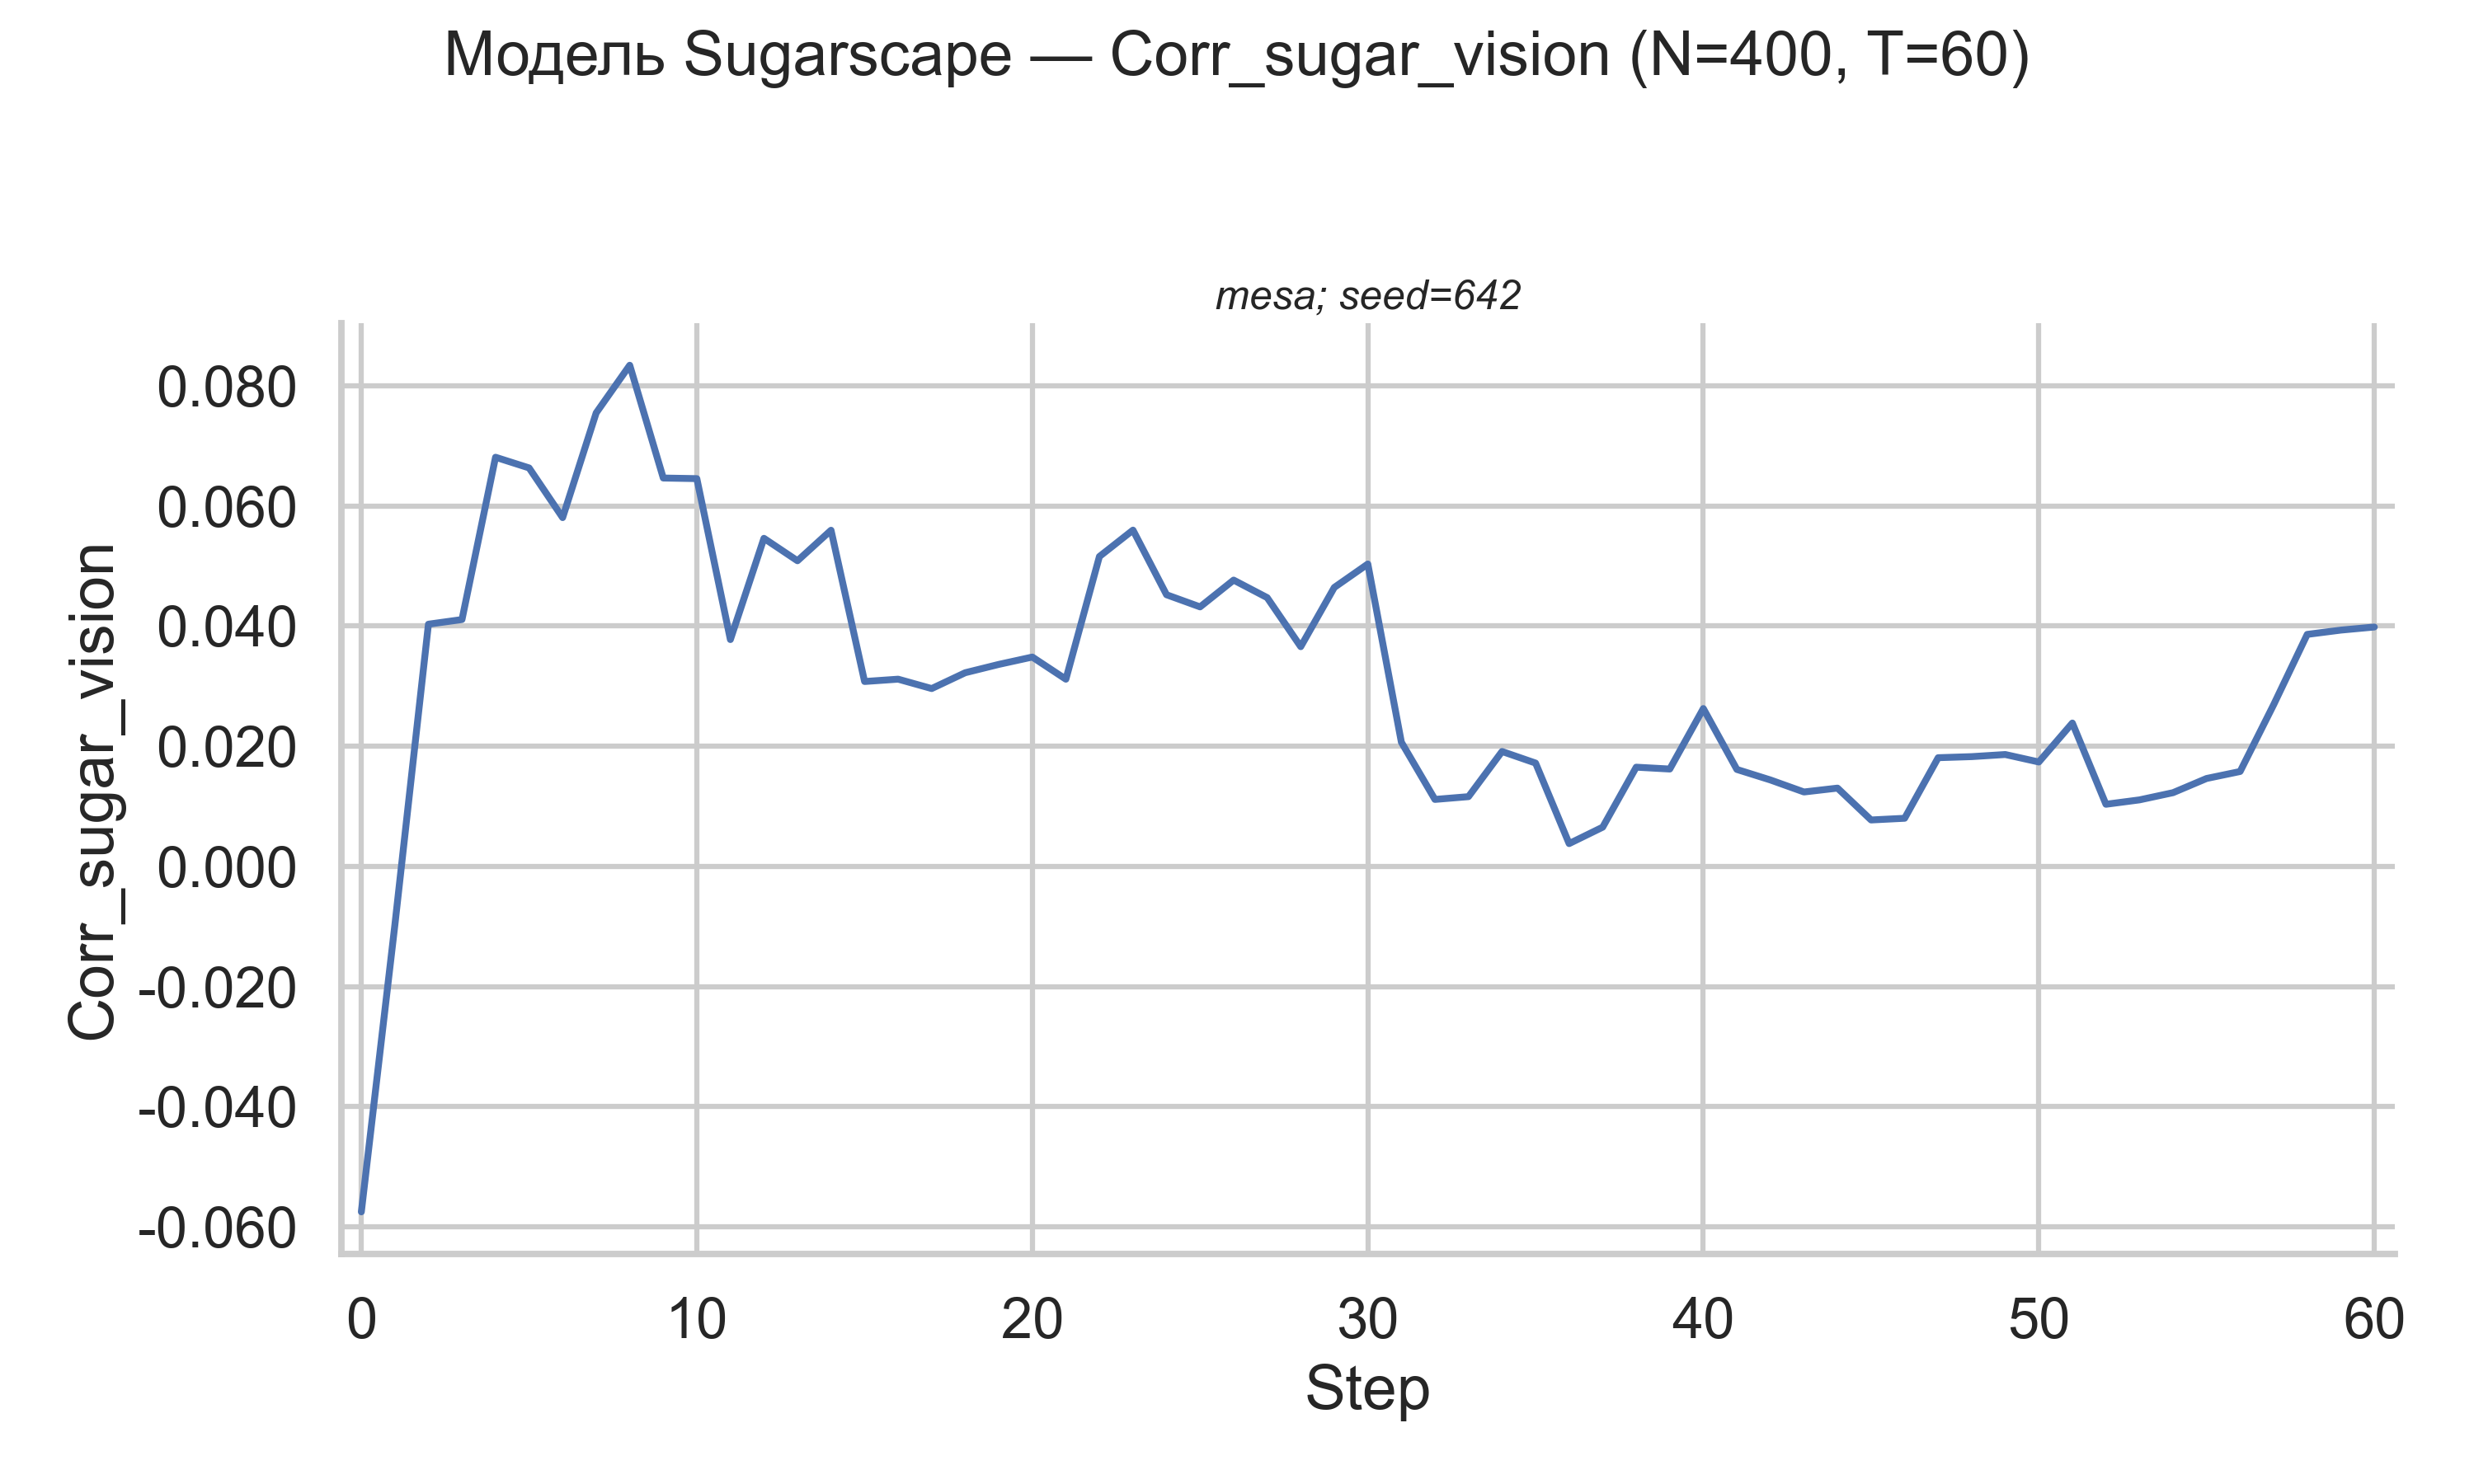 Модель Sugarscape — Corr_sugar_vision (N=400, T=60)
mesa; seed=642
Corr_sugar_vision
0.080
0.060
0.040
0.020
0.000
-0.020
-0.040
-0.060
0 10 20 30 40 50 60
Step